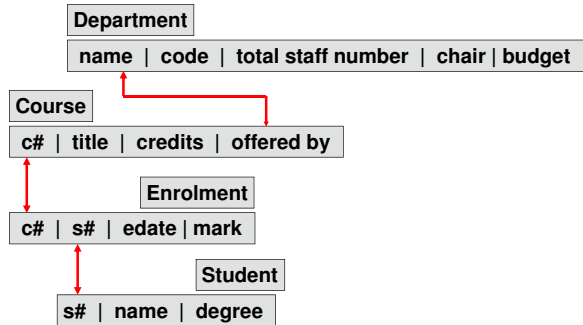 Department
name | code | total staff number | chair | budget
Course
c# | title | credits | offered by
Enrolment
c# | s# | edate | mark
Student
s# | name | degree